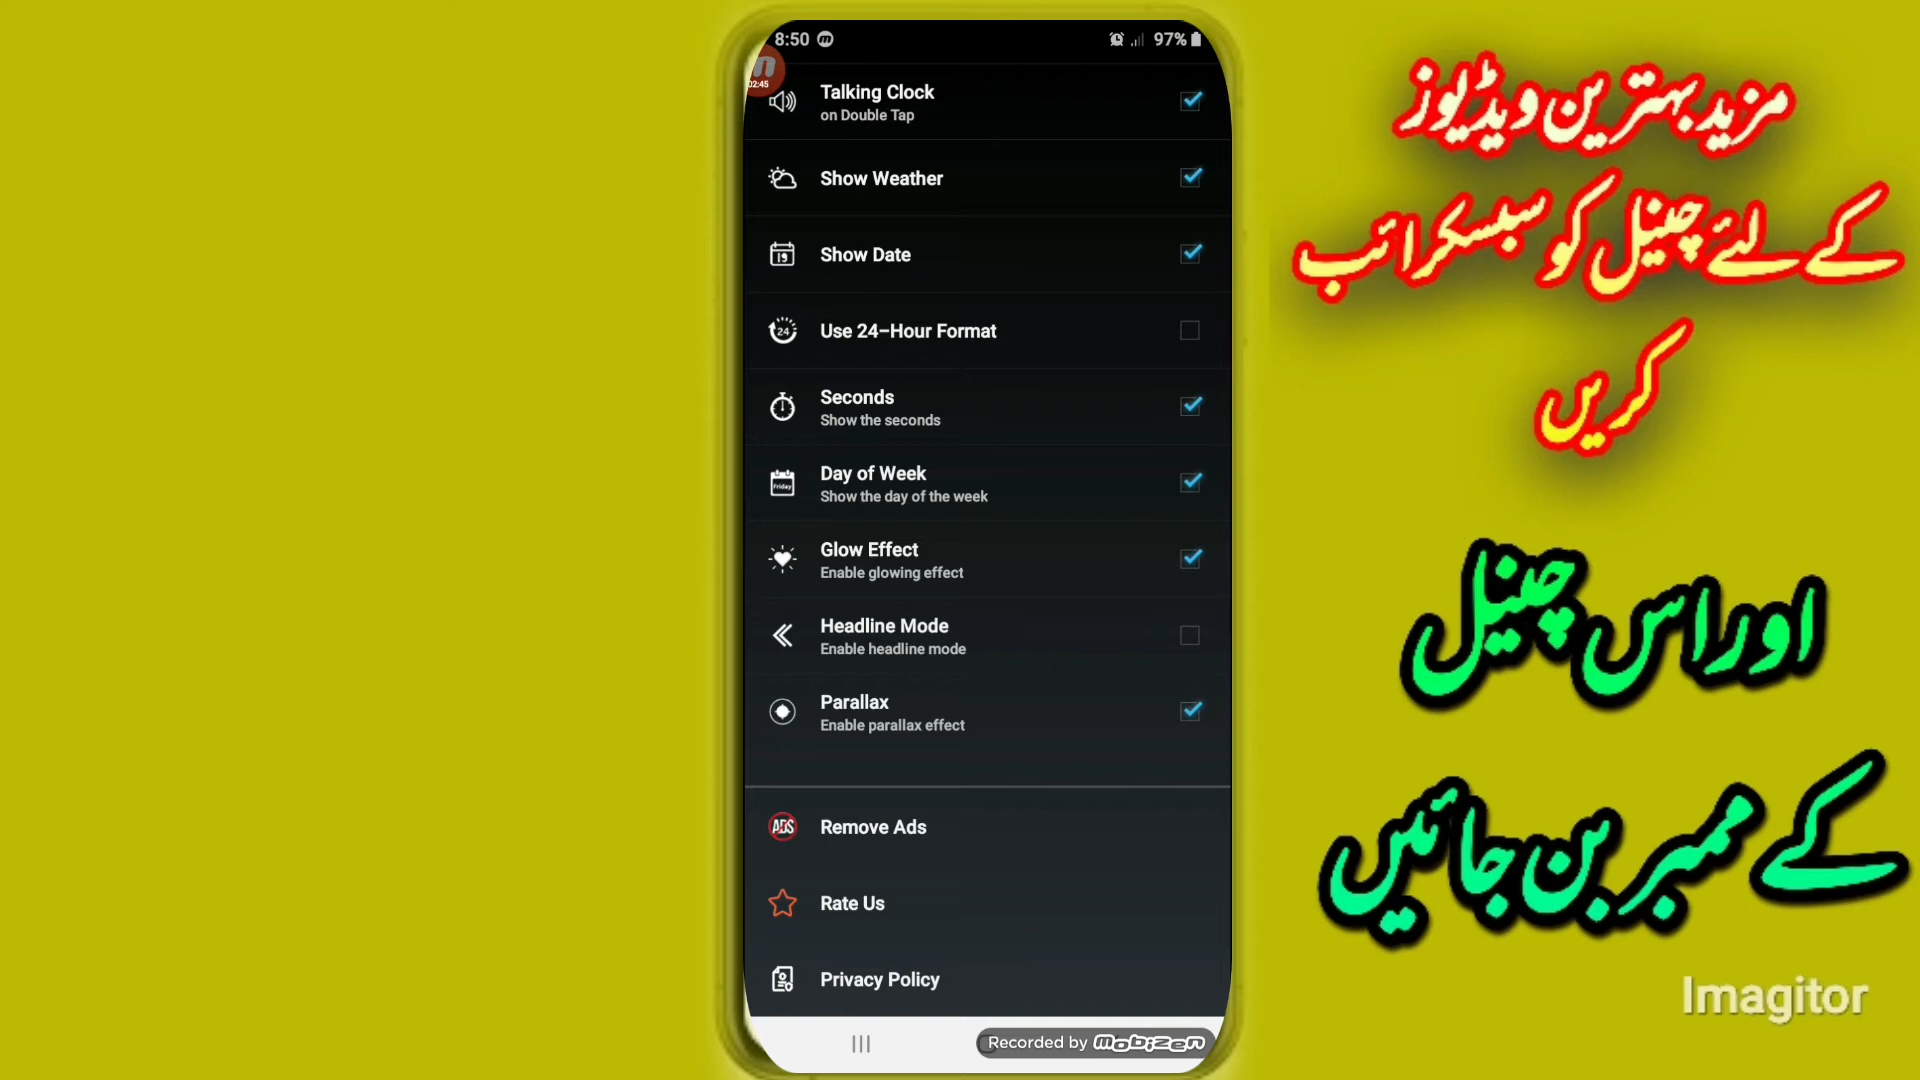 8:50
97%
02:45
Talking Clock
on Double Tap
Show Weather
Show Date
Use 24-Hour Format
Seconds
Show the seconds
Day of Week
Show the day of the week
Glow Effect
Enable glowing effect
Headline Mode
Enable headline mode
Parallax
Enable parallax effect
Remove Ads
Rate Us
Privacy Policy
Recorded by Mobizen
مزید بہترین ویڈیوز
کے لئے چینل کو سبسکرائب
کریں
اور اس چینل
کے ممبر بن جائیں
Imagitor